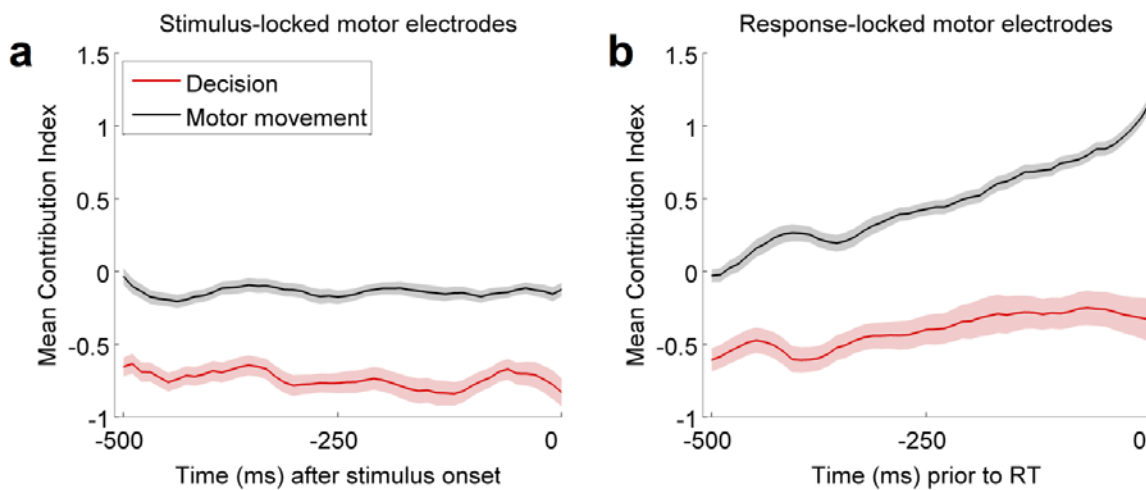 a
Stimulus-locked motor electrodes
Mean Contribution Index
1.5
1
0.5
0
-0.5
-1
Decision
Motor movement
-500
-250
0
Time (ms) after stimulus onset
b
Response-locked motor electrodes
Mean Contribution Index
1.5
1
0.5
0
-0.5
-1
-500
-250
0
Time (ms) prior to RT